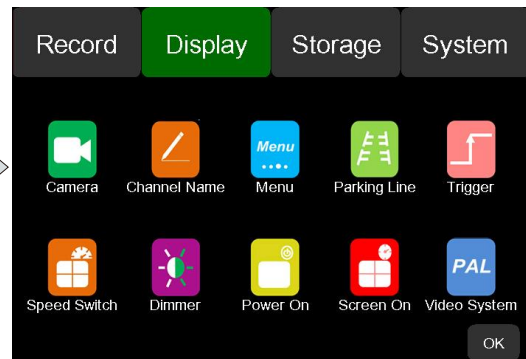 Record Display Storage System
Menu
Camera Channel Name Menu Parking Line Trigger
PAL
Speed Switch Dimmer Power On Screen On Video System
OK